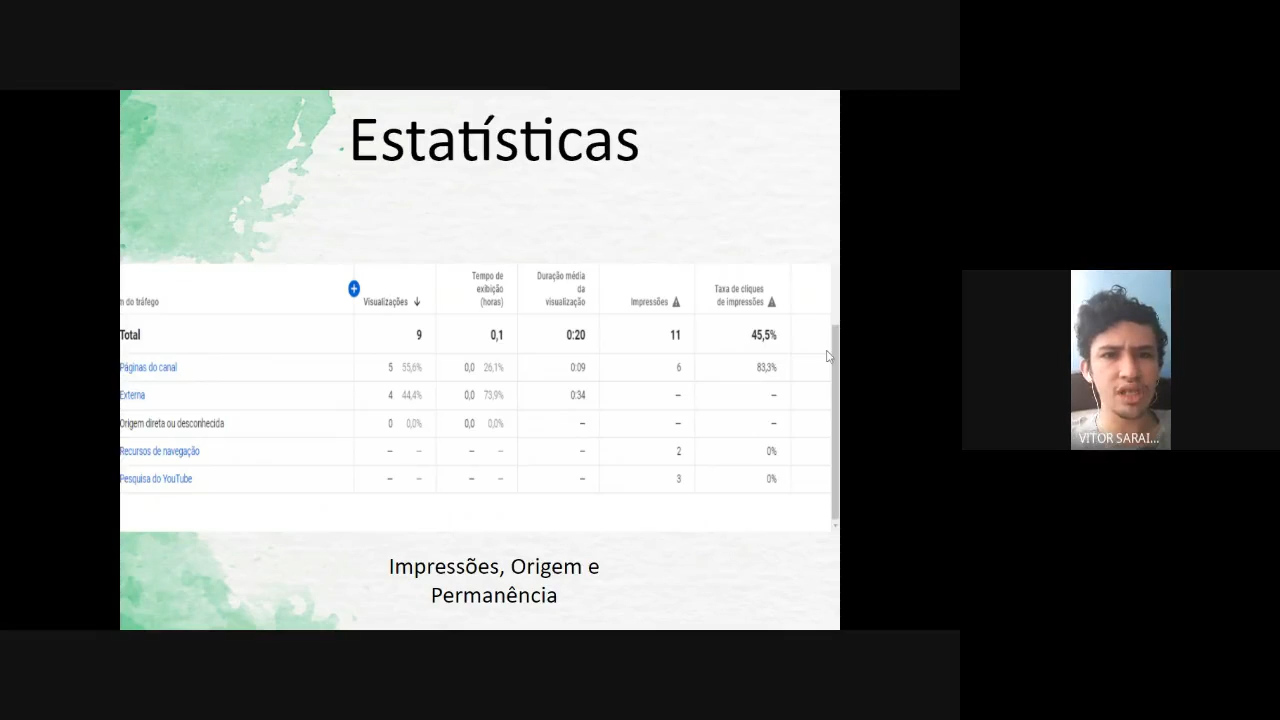 Estatísticas
n do tráfego
Visualizações
Tempo de
exibição
(horas)
Duração média
da
visualização
Impressões
Taxa de cliques
de impressões
Total 9 0,1 0:20 11 45,5%
Páginas do canal 5 55,6% 0,0 26,1% 0:09 6 83,3%
Externa 4 44,4% 0,0 73,9% 0:34 – –
Origem direta ou desconhecida 0 0,0% 0,0 0,0% – – –
Recursos de navegação – – – – – 2 0%
Pesquisa do YouTube – – – – – 3 0%
Impressões, Origem e
Permanência
VITOR SARAI...